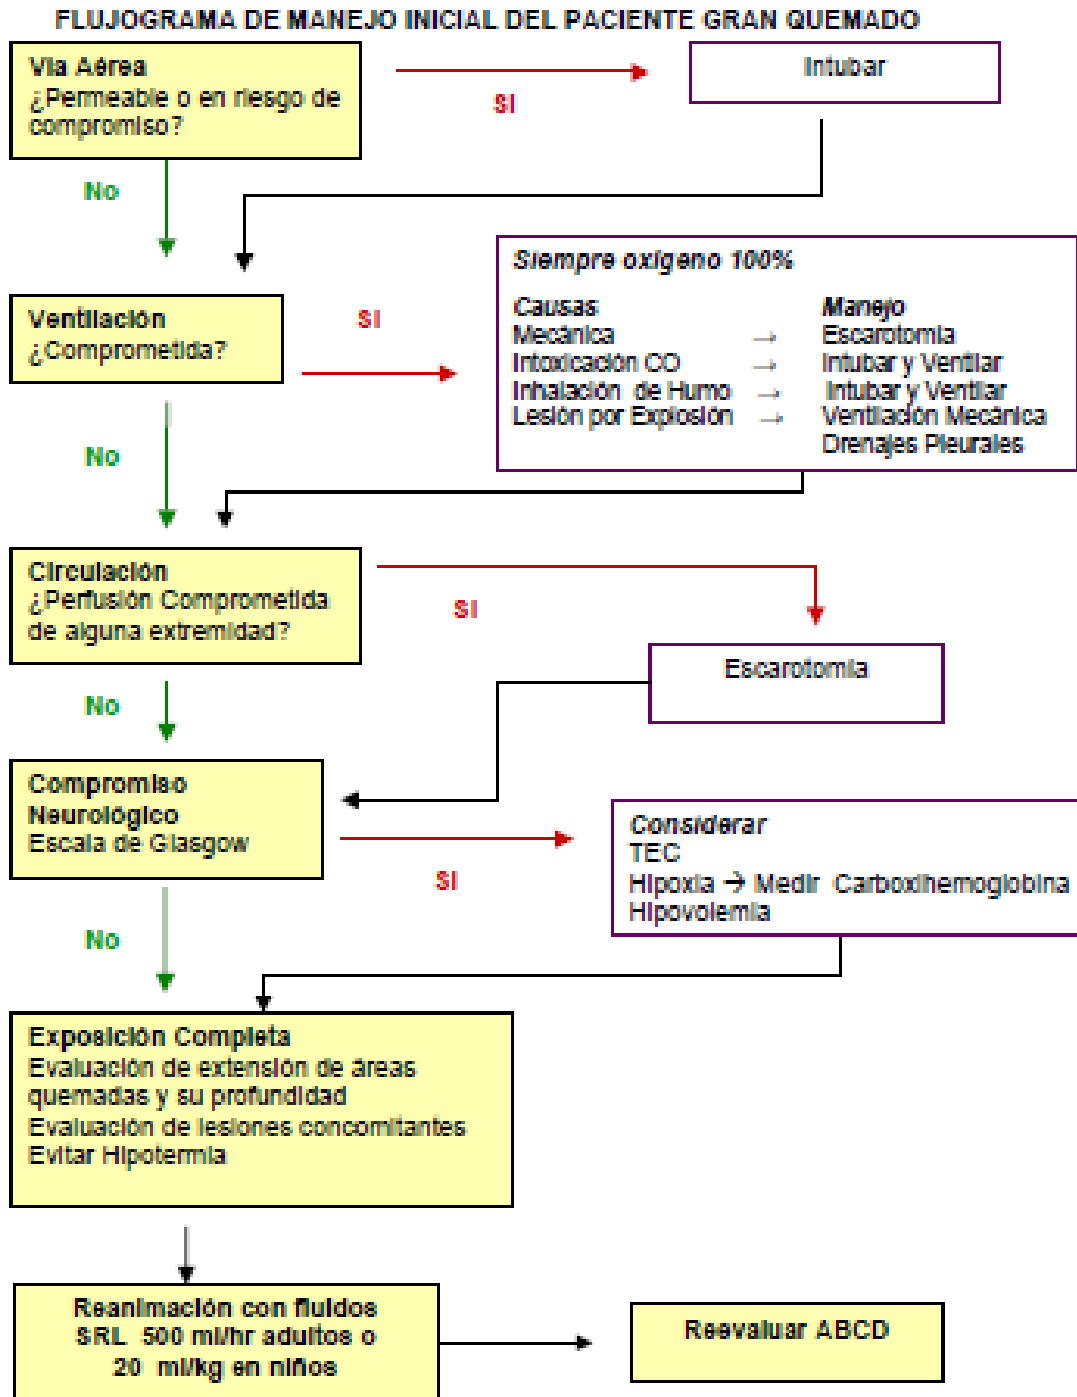 FLUJOGRAMA DE MANEJO INICIAL DEL PACIENTE GRAN QUEMADO
Vía Aérea
¿Permeable o en riesgo de
compromiso?
SI
Intubar
No
Ventilación
¿Comprometida?
SI
Siempre oxígeno 100%
Causas Manejo
Mecánica → Escarotomía
Intoxicación CO → Intubar y Ventilar
Inhalación de Humo → Intubar y Ventilar
Lesión por Explosión → Ventilación Mecánica
Drenajes Pleurales
No
Circulación
¿Perfusión Comprometida
de alguna extremidad?
SI
Escarotomía
No
Compromiso
Neurológico
Escala de Glasgow
SI
Considerar
TEC
Hipoxia → Medir Carboxihemoglobina
Hipovolemia
No
Exposición Completa
Evaluación de extensión de áreas
quemadas y su profundidad
Evaluación de lesiones concomitantes
Evitar Hipotermia
Reanimación con fluidos
SRL 500 ml/hr adultos o
20 ml/kg en niños
Reevaluar ABCD